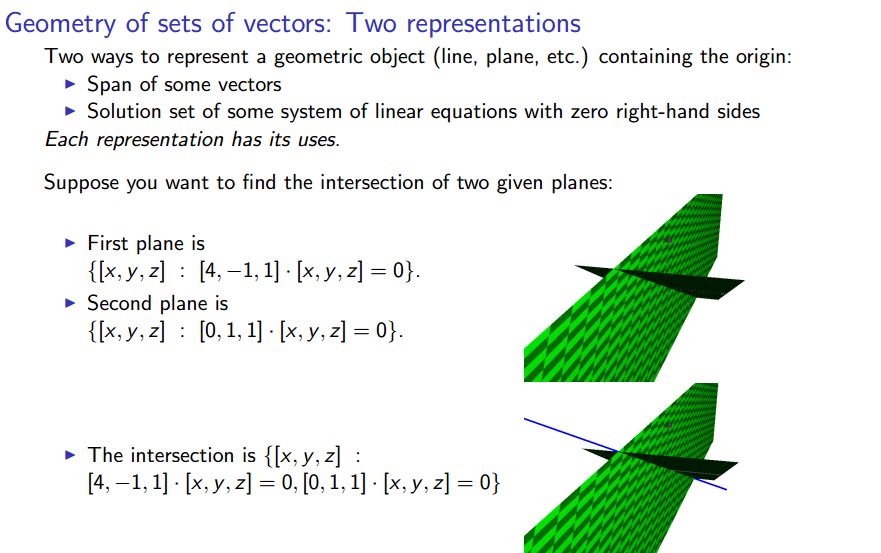 Geometry of sets of vectors: Two representations
Two ways to represent a geometric object (line, plane, etc.) containing the origin:
▶ Span of some vectors
▶ Solution set of some system of linear equations with zero right-hand sides
Each representation has its uses.
Suppose you want to find the intersection of two given planes:
▶ First plane is
{[x, y, z] : [4, −1, 1] · [x, y, z] = 0}.
▶ Second plane is
{[x, y, z] : [0, 1, 1] · [x, y, z] = 0}.
▶ The intersection is {[x, y, z] :
[4, −1, 1] · [x, y, z] = 0, [0, 1, 1] · [x, y, z] = 0}